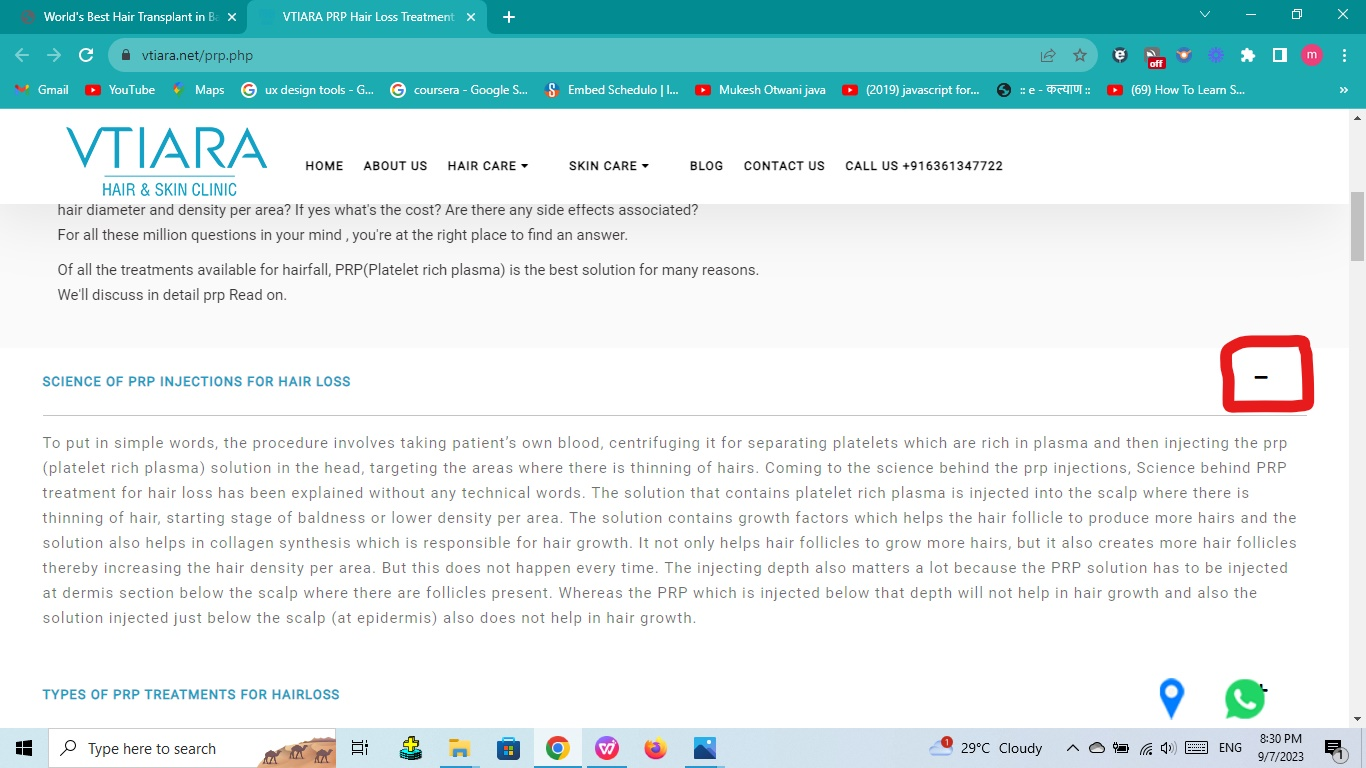 World's Best Hair Transplant in Ba
VTIARA PRP Hair Loss Treatment
vtiara.net/prp.php
off
m
Gmail
YouTube
Maps
ux design tools - G...
coursera - Google S...
Embed Schedulo | I...
Mukesh Otwani java
(2019) javascript for...
:: e - कल्याण ::
(69) How To Learn S...
»
VTIARA
HAIR & SKIN CLINIC
HOME
ABOUT US
HAIR CARE
SKIN CARE
BLOG
CONTACT US
CALL US +916361347722
hair diameter and density per area? If yes what's the cost? Are there any side effects associated?
For all these million questions in your mind , you're at the right place to find an answer.
Of all the treatments available for hairfall, PRP(Platelet rich plasma) is the best solution for many reasons.
We'll discuss in detail prp Read on.
SCIENCE OF PRP INJECTIONS FOR HAIR LOSS
To put in simple words, the procedure involves taking patient’s own blood, centrifuging it for separating platelets which are rich in plasma and then injecting the prp
(platelet rich plasma) solution in the head, targeting the areas where there is thinning of hairs. Coming to the science behind the prp injections, Science behind PRP
treatment for hair loss has been explained without any technical words. The solution that contains platelet rich plasma is injected into the scalp where there is
thinning of hair, starting stage of baldness or lower density per area. The solution contains growth factors which helps the hair follicle to produce more hairs and the
solution also helps in collagen synthesis which is responsible for hair growth. It not only helps hair follicles to grow more hairs, but it also creates more hair follicles
thereby increasing the hair density per area. But this does not happen every time. The injecting depth also matters a lot because the PRP solution has to be injected
at dermis section below the scalp where there are follicles present. Whereas the PRP which is injected below that depth will not help in hair growth and also the
solution injected just below the scalp (at epidermis) also does not help in hair growth.
TYPES OF PRP TREATMENTS FOR HAIRLOSS
Type here to search
1
29°C Cloudy
ENG
8:30 PM
9/7/2023
1